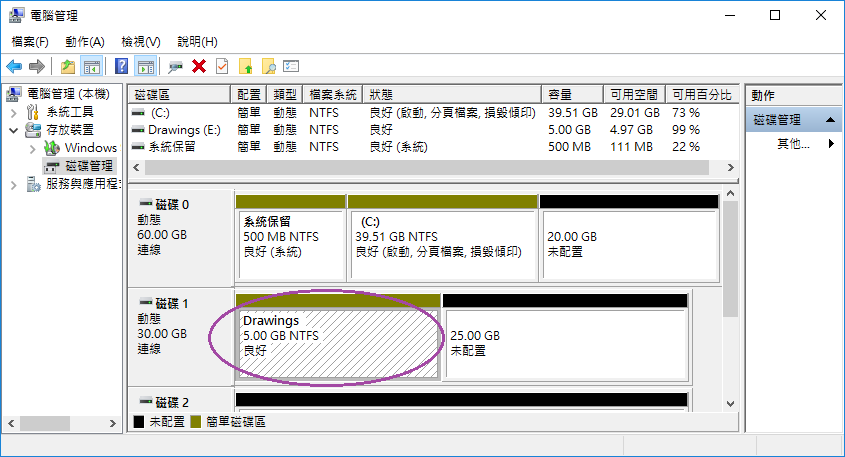 電腦管理
檔案(F) 動作(A) 檢視(V) 說明(H)
電腦管理 (本機)
系統工具
存放裝置
Windows
磁碟管理
服務與應用程式
磁碟區 配置 類型 檔案系統 狀態 容量 可用空間 可用百分比
(C:) 簡單 動態 NTFS 良好 (啟動, 分頁檔案, 損毀傾印) 39.51 GB 29.01 GB 73 %
Drawings (E:) 簡單 動態 NTFS 良好 5.00 GB 4.97 GB 99 %
系統保留 簡單 動態 NTFS 良好 (系統) 500 MB 111 MB 22 %
磁碟 0
動態
60.00 GB
連線
系統保留
500 MB NTFS
良好 (系統)
(C:)
39.51 GB NTFS
良好 (啟動, 分頁檔案, 損毀傾印)
20.00 GB
未配置
磁碟 1
動態
30.00 GB
連線
Drawings
5.00 GB NTFS
良好
25.00 GB
未配置
磁碟 2
未配置 簡單磁碟區
動作
磁碟管理
其他...